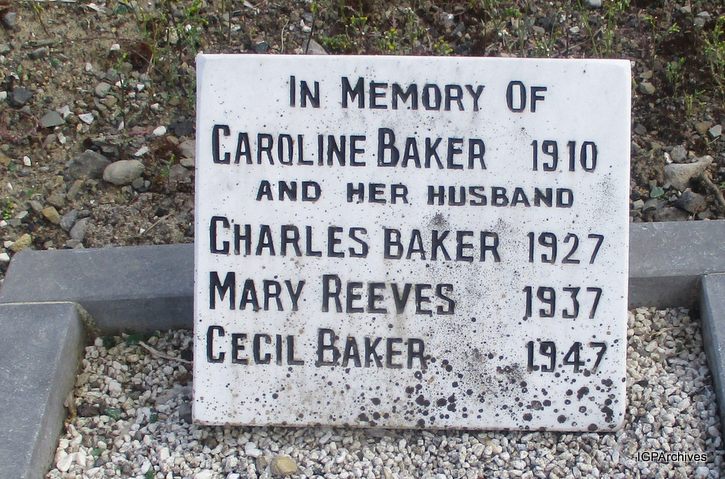 In Memory Of
Caroline Baker 1910
AND HER HUSBAND
Charles Baker 1927
Mary Reeves 1937
Cecil Baker 1947
IGPArchives